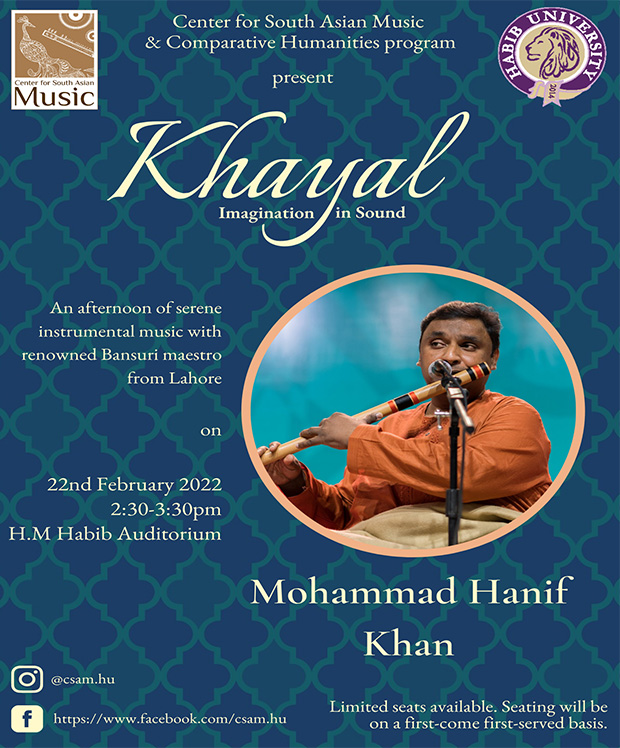 Center for South Asian Music
& Comparative Humanities program
present
Center for South Asian
Music
HABIB UNIVERSITY
2014
Khayal
Imagination in Sound
An afternoon of serene
instrumental music with
renowned Bansuri maestro
from Lahore
on
22nd February 2022
2:30-3:30pm
H.M Habib Auditorium
Mohammad Hanif
Khan
@csam.hu
https://www.facebook.com/csam.hu
Limited seats available. Seating will be
on a first-come first-served basis.